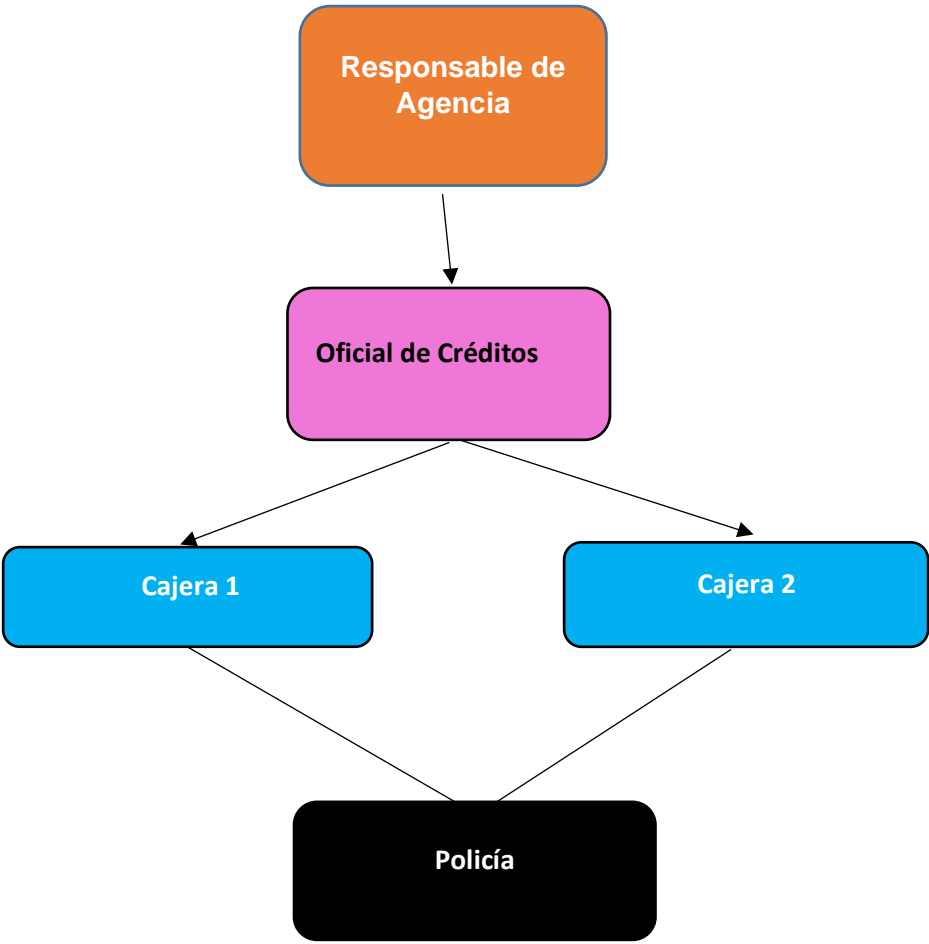 Responsable de
Agencia
Oficial de Créditos
Cajera 1
Cajera 2
Policía